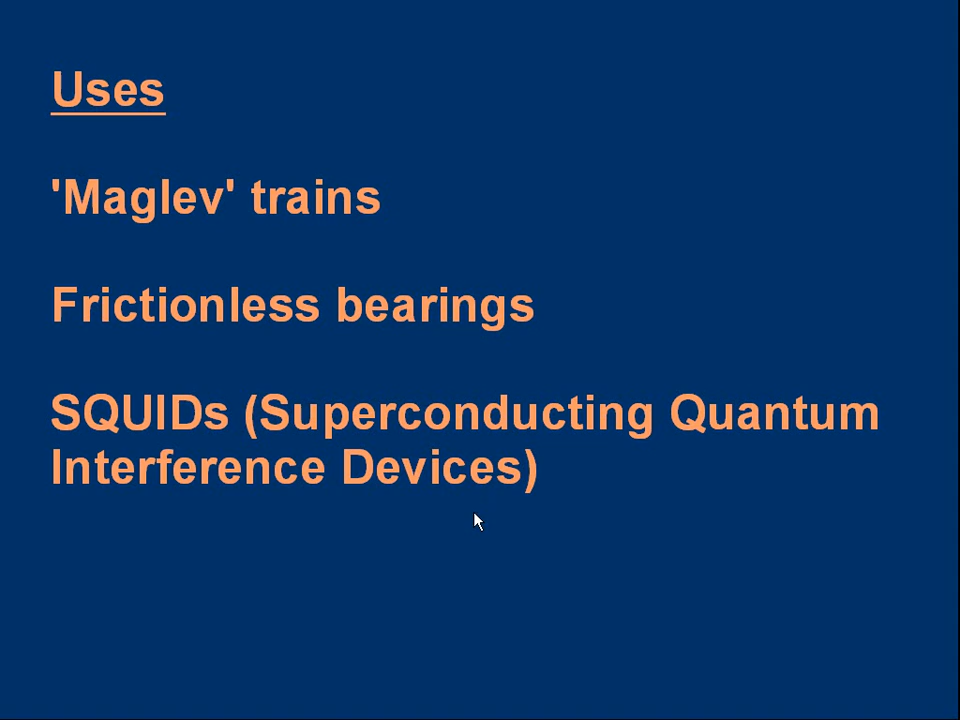 Uses
'Maglev' trains
Frictionless bearings
SQUIDs (Superconducting Quantum
Interference Devices)